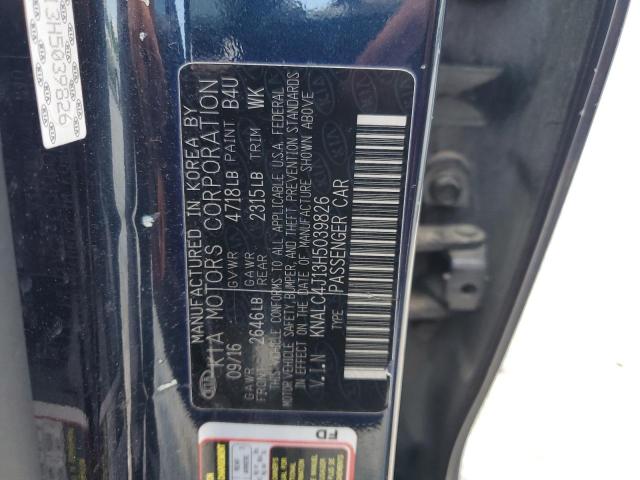 MANUFACTURED IN KOREA BY
KIA MOTORS CORPORATION
09/16 GVWR 4718LB PAINT B4U
GAWR FRONT 2646LB GAWR REAR 2315LB TRIM WK
THIS VEHICLE CONFORMS TO ALL APPLICABLE U.S.A. FEDERAL
MOTOR VEHICLE SAFETY, BUMPER, AND THEFT PREVENTION STANDARDS
IN EFFECT ON THE DATE OF MANUFACTURE SHOWN ABOVE
V.I.N KNALC4J13H5039826
TYPE: PASSENGER CAR
13H5039826